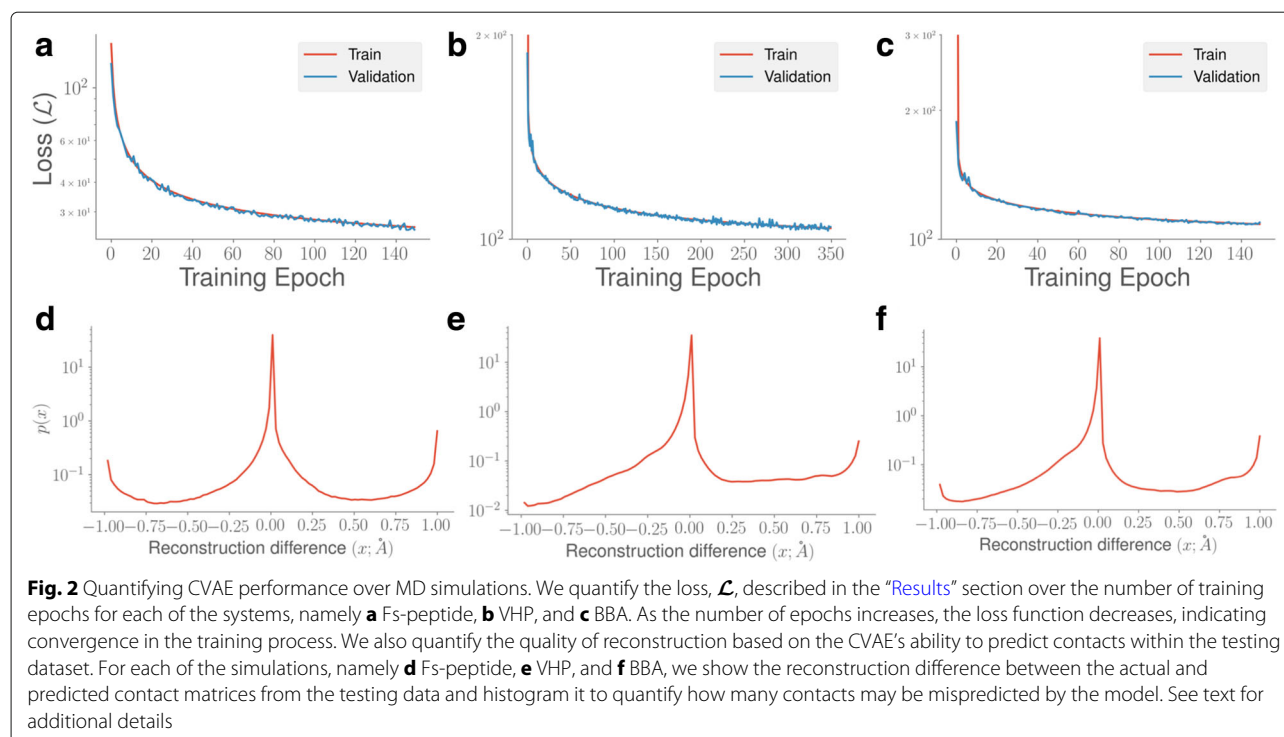 a
Train
Validation
Loss (ℒ)
10²
6 × 10¹
4 × 10¹
3 × 10¹
0 20 40 60 80 100 120 140
Training Epoch
b
Train
Validation
2 × 10²
10²
0 50 100 150 200 250 300 350
Training Epoch
c
Train
Validation
3 × 10²
2 × 10²
10²
0 20 40 60 80 100 120 140
Training Epoch
d
p(x)
10¹
10⁰
10⁻¹
−1.00 −0.75 −0.50 −0.25 0.00 0.25 0.50 0.75 1.00
Reconstruction difference (x; Å)
e
10¹
10⁰
10⁻¹
10⁻²
−1.00 −0.75 −0.50 −0.25 0.00 0.25 0.50 0.75 1.00
Reconstruction difference (x; Å)
f
10¹
10⁰
10⁻¹
−1.00 −0.75 −0.50 −0.25 0.00 0.25 0.50 0.75 1.00
Reconstruction difference (x; Å)
Fig. 2 Quantifying CVAE performance over MD simulations. We quantify the loss, ℒ, described in the “Results” section over the number of training
epochs for each of the systems, namely a Fs-peptide, b VHP, and c BBA. As the number of epochs increases, the loss function decreases, indicating
convergence in the training process. We also quantify the quality of reconstruction based on the CVAE’s ability to predict contacts within the testing
dataset. For each of the simulations, namely d Fs-peptide, e VHP, and f BBA, we show the reconstruction difference between the actual and
predicted contact matrices from the testing data and histogram it to quantify how many contacts may be mispredicted by the model. See text for
additional details